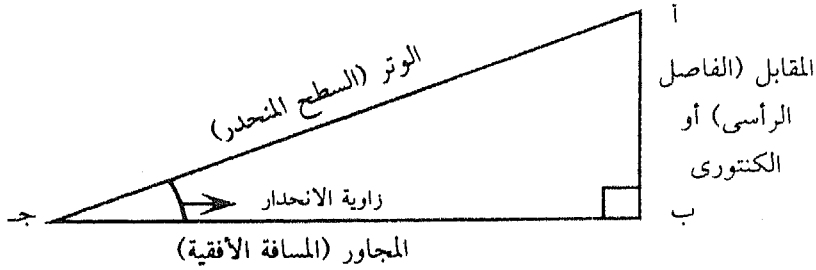 أ
المقابل (الفاصل
الرأسى) أو
الكنتورى
الوتر (السطح المنحدر)
زاوية الانحدار
جـ
ب
المجاور (المسافة الأفقية)